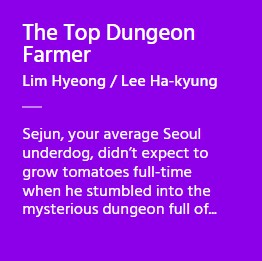 The Top Dungeon
Farmer
Lim Hyeong / Lee Ha-kyung
Sejun, your average Seoul
underdog, didn’t expect to
grow tomatoes full-time
when he stumbled into the
mysterious dungeon full of...